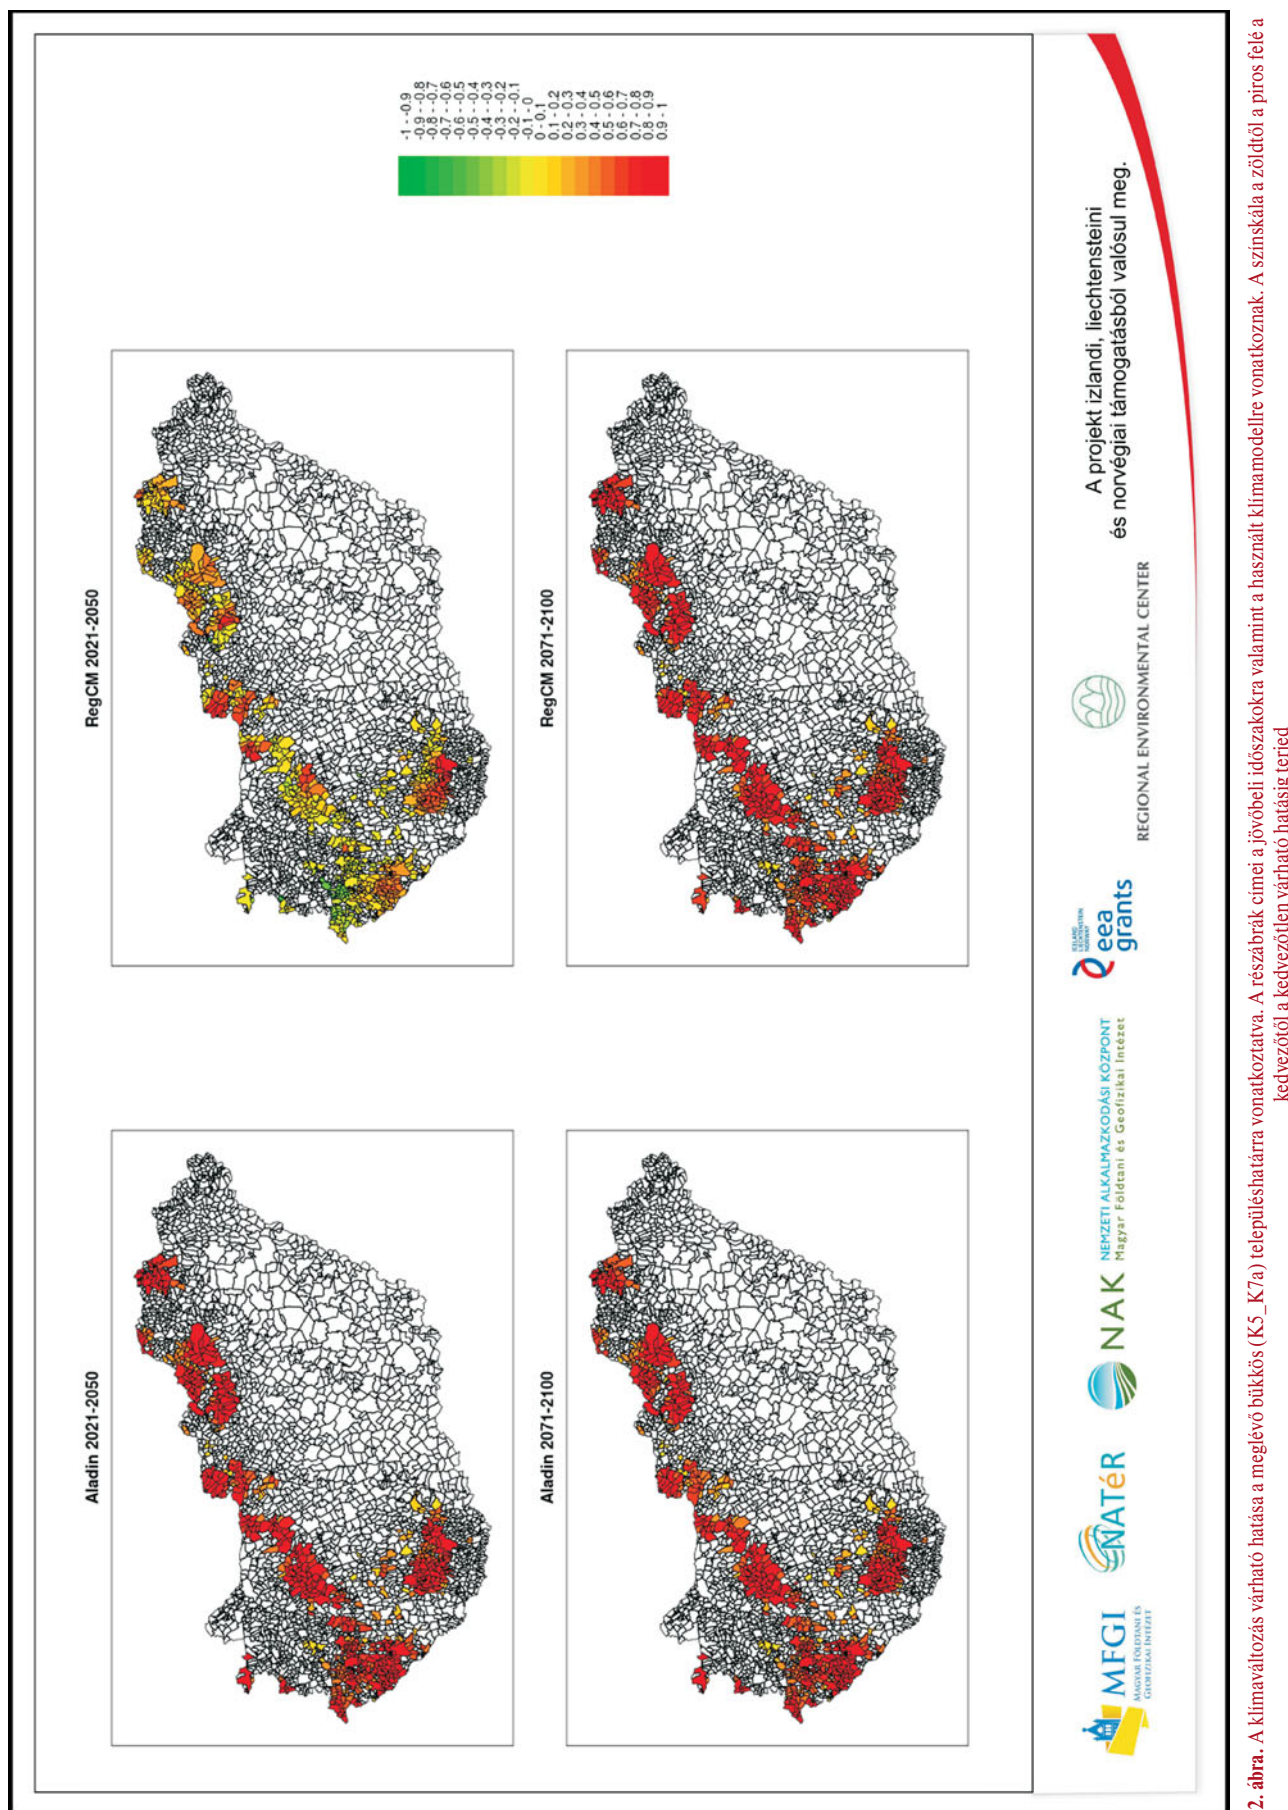 Aladin 2021-2050
RegCM 2021-2050
Aladin 2071-2100
RegCM 2071-2100
-1 - -0.9
-0.9 - -0.8
-0.8 - -0.7
-0.7 - -0.6
-0.6 - -0.5
-0.5 - -0.4
-0.4 - -0.3
-0.3 - -0.2
-0.2 - -0.1
-0.1 - 0
0 - 0.1
0.1 - 0.2
0.2 - 0.3
0.3 - 0.4
0.4 - 0.5
0.5 - 0.6
0.6 - 0.7
0.7 - 0.8
0.8 - 0.9
0.9 - 1
MFGI
MAGYAR FÖLDTANI ÉS
GEOFIZIKAI INTÉZET
NATéR
NAK
NEMZETI ALKALMAZKODÁSI KÖZPONT
Magyar Földtani és Geofizikai Intézet
ICELAND
LIECHTENSTEIN
NORWAY
eea
grants
REGIONAL ENVIRONMENTAL CENTER
A projekt izlandi, liechtensteini
és norvégiai támogatásból valósul meg.
2. ábra. A klímaváltozás várható hatása a meglévő bükkös (K5_K7a) településhatárra vonatkoztatva. A részábrák címei a jövőbeli időszakokra valamint a használt klímamodellre vonatkoznak. A színskála a zöldtől a piros felé a
kedvezőtől a kedvezőtlen várható hatásig terjed